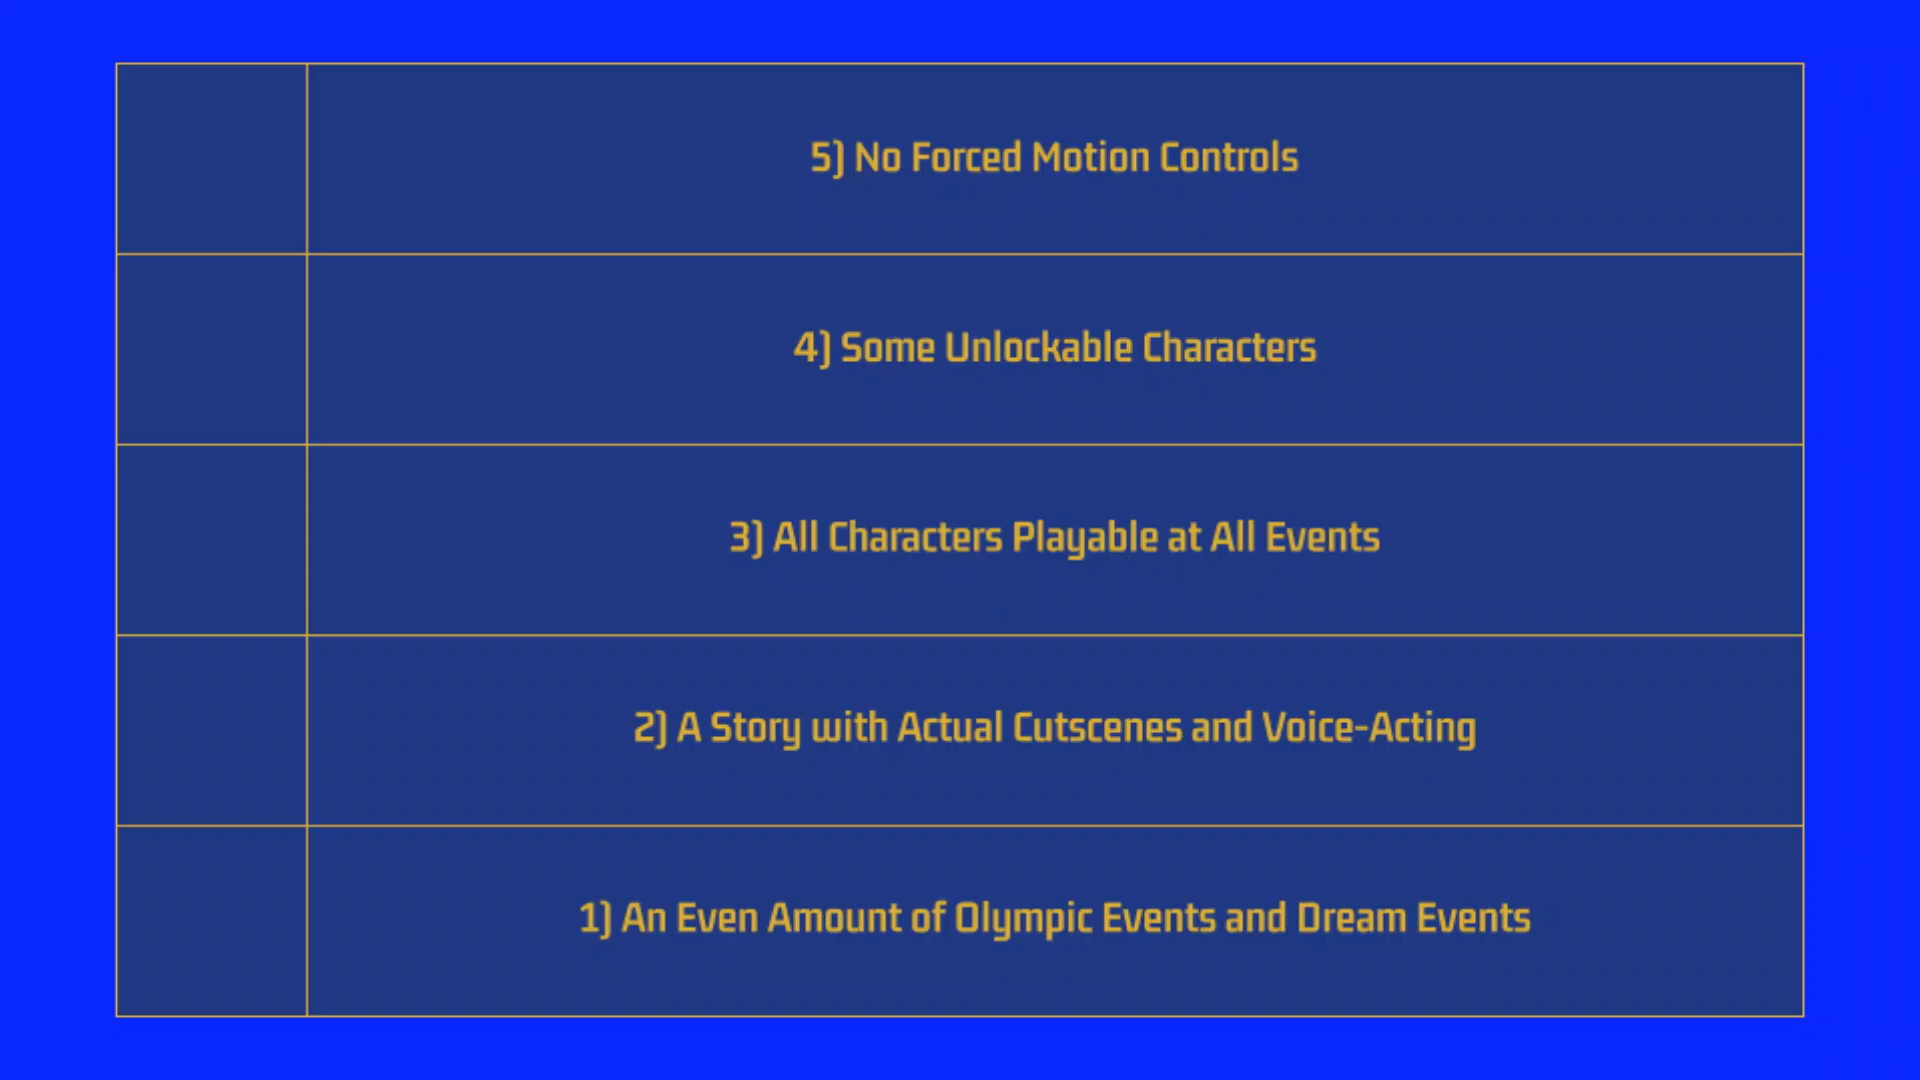 5) No Forced Motion Controls
4) Some Unlockable Characters
3) All Characters Playable at All Events
2) A Story with Actual Cutscenes and Voice-Acting
1) An Even Amount of Olympic Events and Dream Events